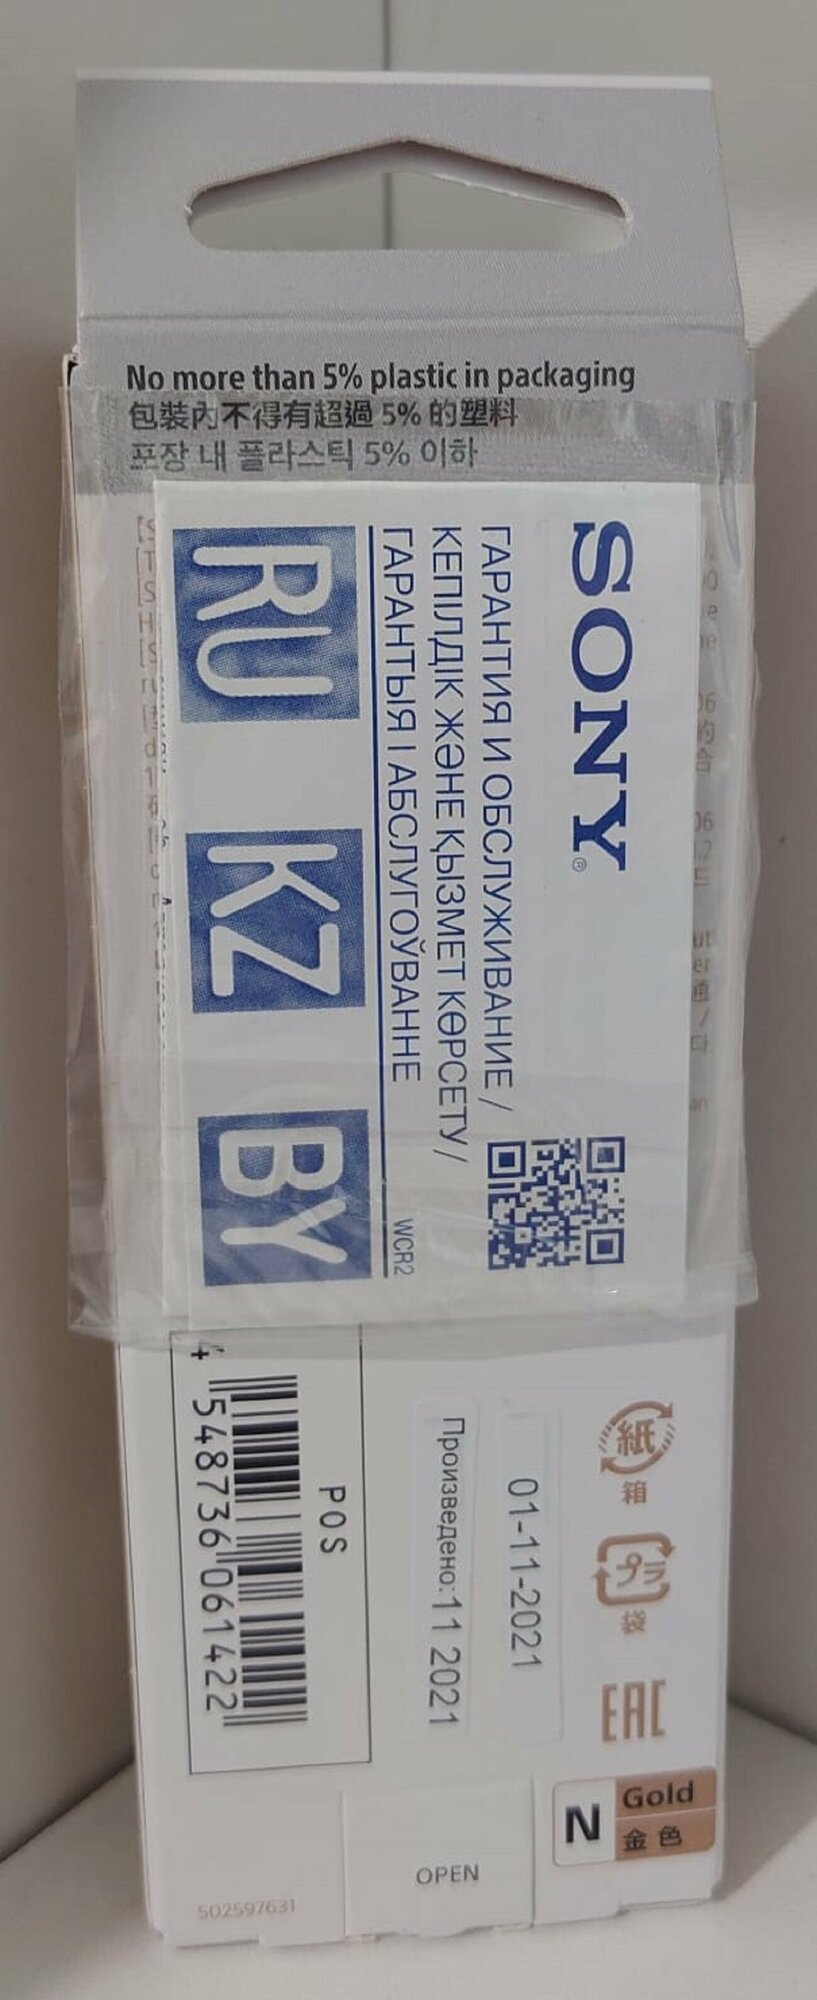 No more than 5% plastic in packaging
包裝內不得有超過 5% 的塑料
포장 내 플라스틱 5% 이하
SONY®
ГАРАНТИЯ И ОБСЛУЖИВАНИЕ /
КЕПІЛДІК ЖӘНЕ ҚЫЗМЕТ КӨРСЕТУ /
ГАРАНТЫЯ І АБСЛУГОЎВАННЕ
WCR2
RU KZ BY
紙
箱
プラ
袋
EAC
01-11-2021
Произведено: 11 2021
POS
4 548736 061422
N
Gold
金色
OPEN
502597631